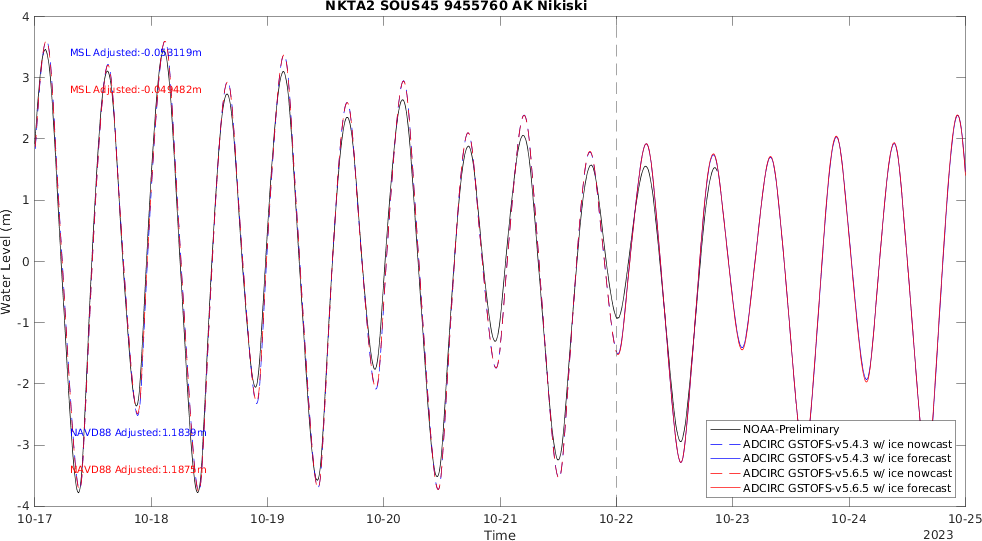 NKTA2 SOUS45 9455760 AK Nikiski
4
3
2
1
0
-1
-2
-3
-4
Water Level (m)
MSL Adjusted:-0.053119m
MSL Adjusted:-0.049482m
NAVD88 Adjusted:1.1839m
NAVD88 Adjusted:1.1875m
NOAA-Preliminary
ADCIRC GSTOFS-v5.4.3 w/ ice nowcast
ADCIRC GSTOFS-v5.4.3 w/ ice forecast
ADCIRC GSTOFS-v5.6.5 w/ ice nowcast
ADCIRC GSTOFS-v5.6.5 w/ ice forecast
10-17 10-18 10-19 10-20 10-21 10-22 10-23 10-24 10-25
2023
Time